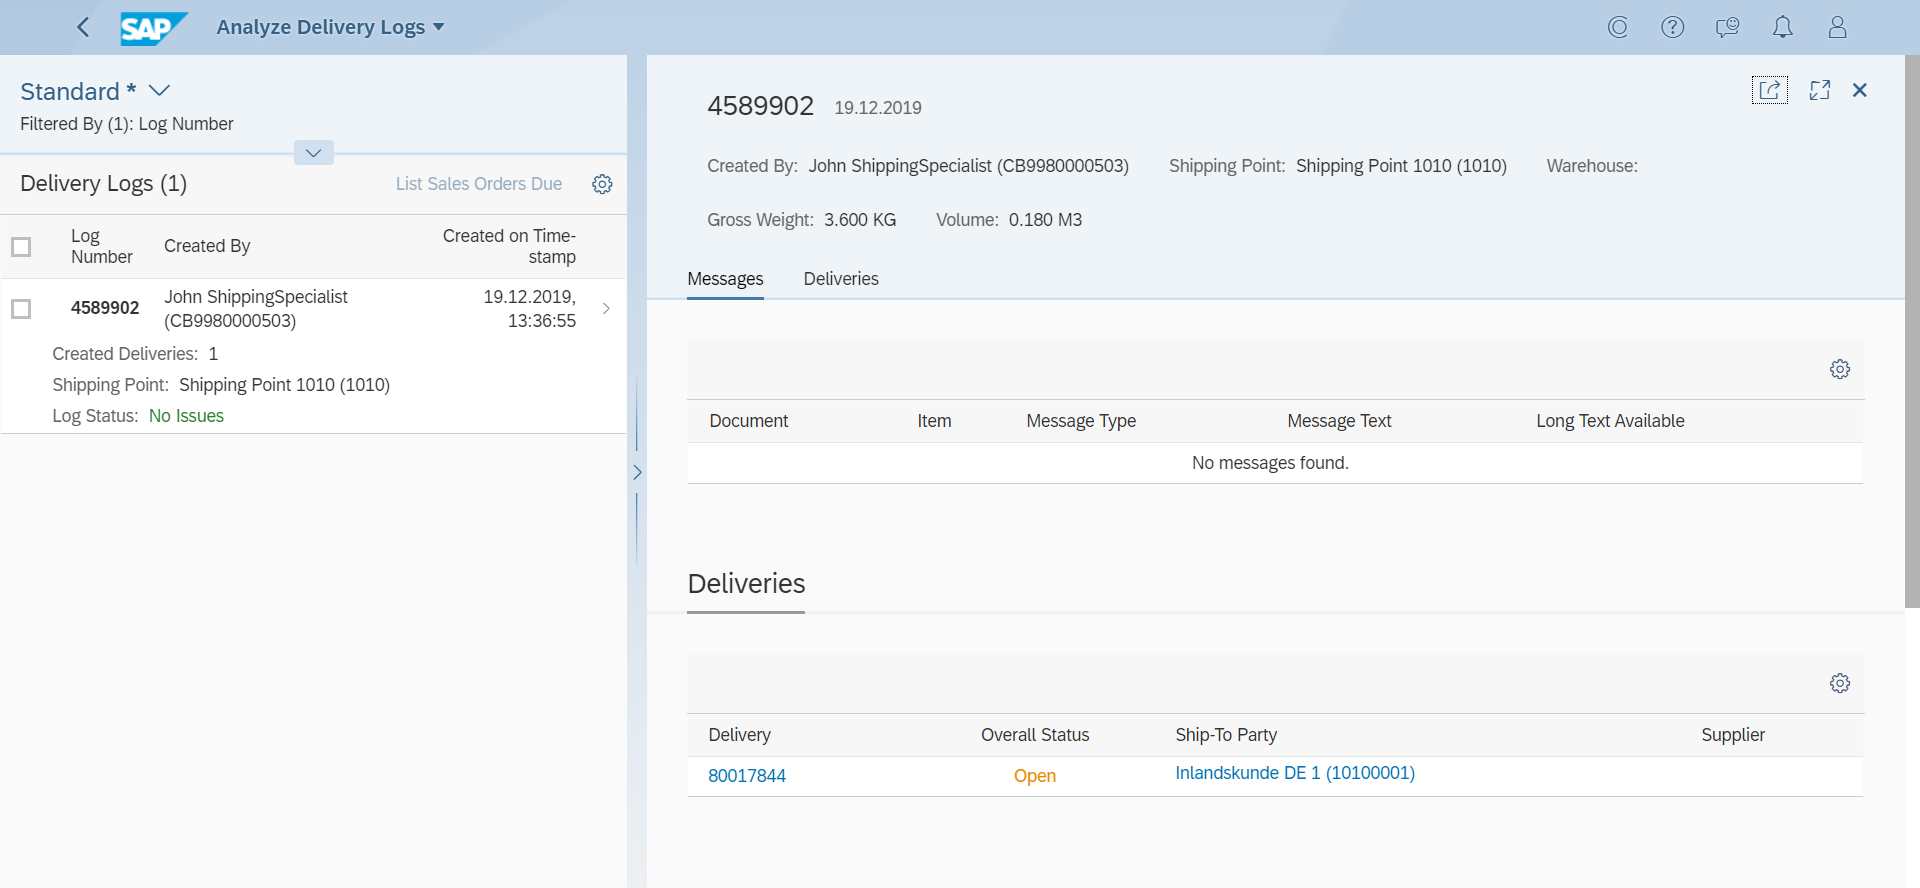 SAP
Analyze Delivery Logs
Standard *
Filtered By (1): Log Number
Delivery Logs (1)
List Sales Orders Due
Log
Number
Created By
Created on Time-
stamp
4589902
John ShippingSpecialist
(CB9980000503)
19.12.2019,
13:36:55
Created Deliveries: 1
Shipping Point: Shipping Point 1010 (1010)
Log Status: No Issues
4589902 19.12.2019
Created By: John ShippingSpecialist (CB9980000503) Shipping Point: Shipping Point 1010 (1010) Warehouse:
Gross Weight: 3.600 KG Volume: 0.180 M3
Messages Deliveries
Document Item Message Type Message Text Long Text Available
No messages found.
Deliveries
Delivery Overall Status Ship-To Party Supplier
80017844 Open Inlandskunde DE 1 (10100001)